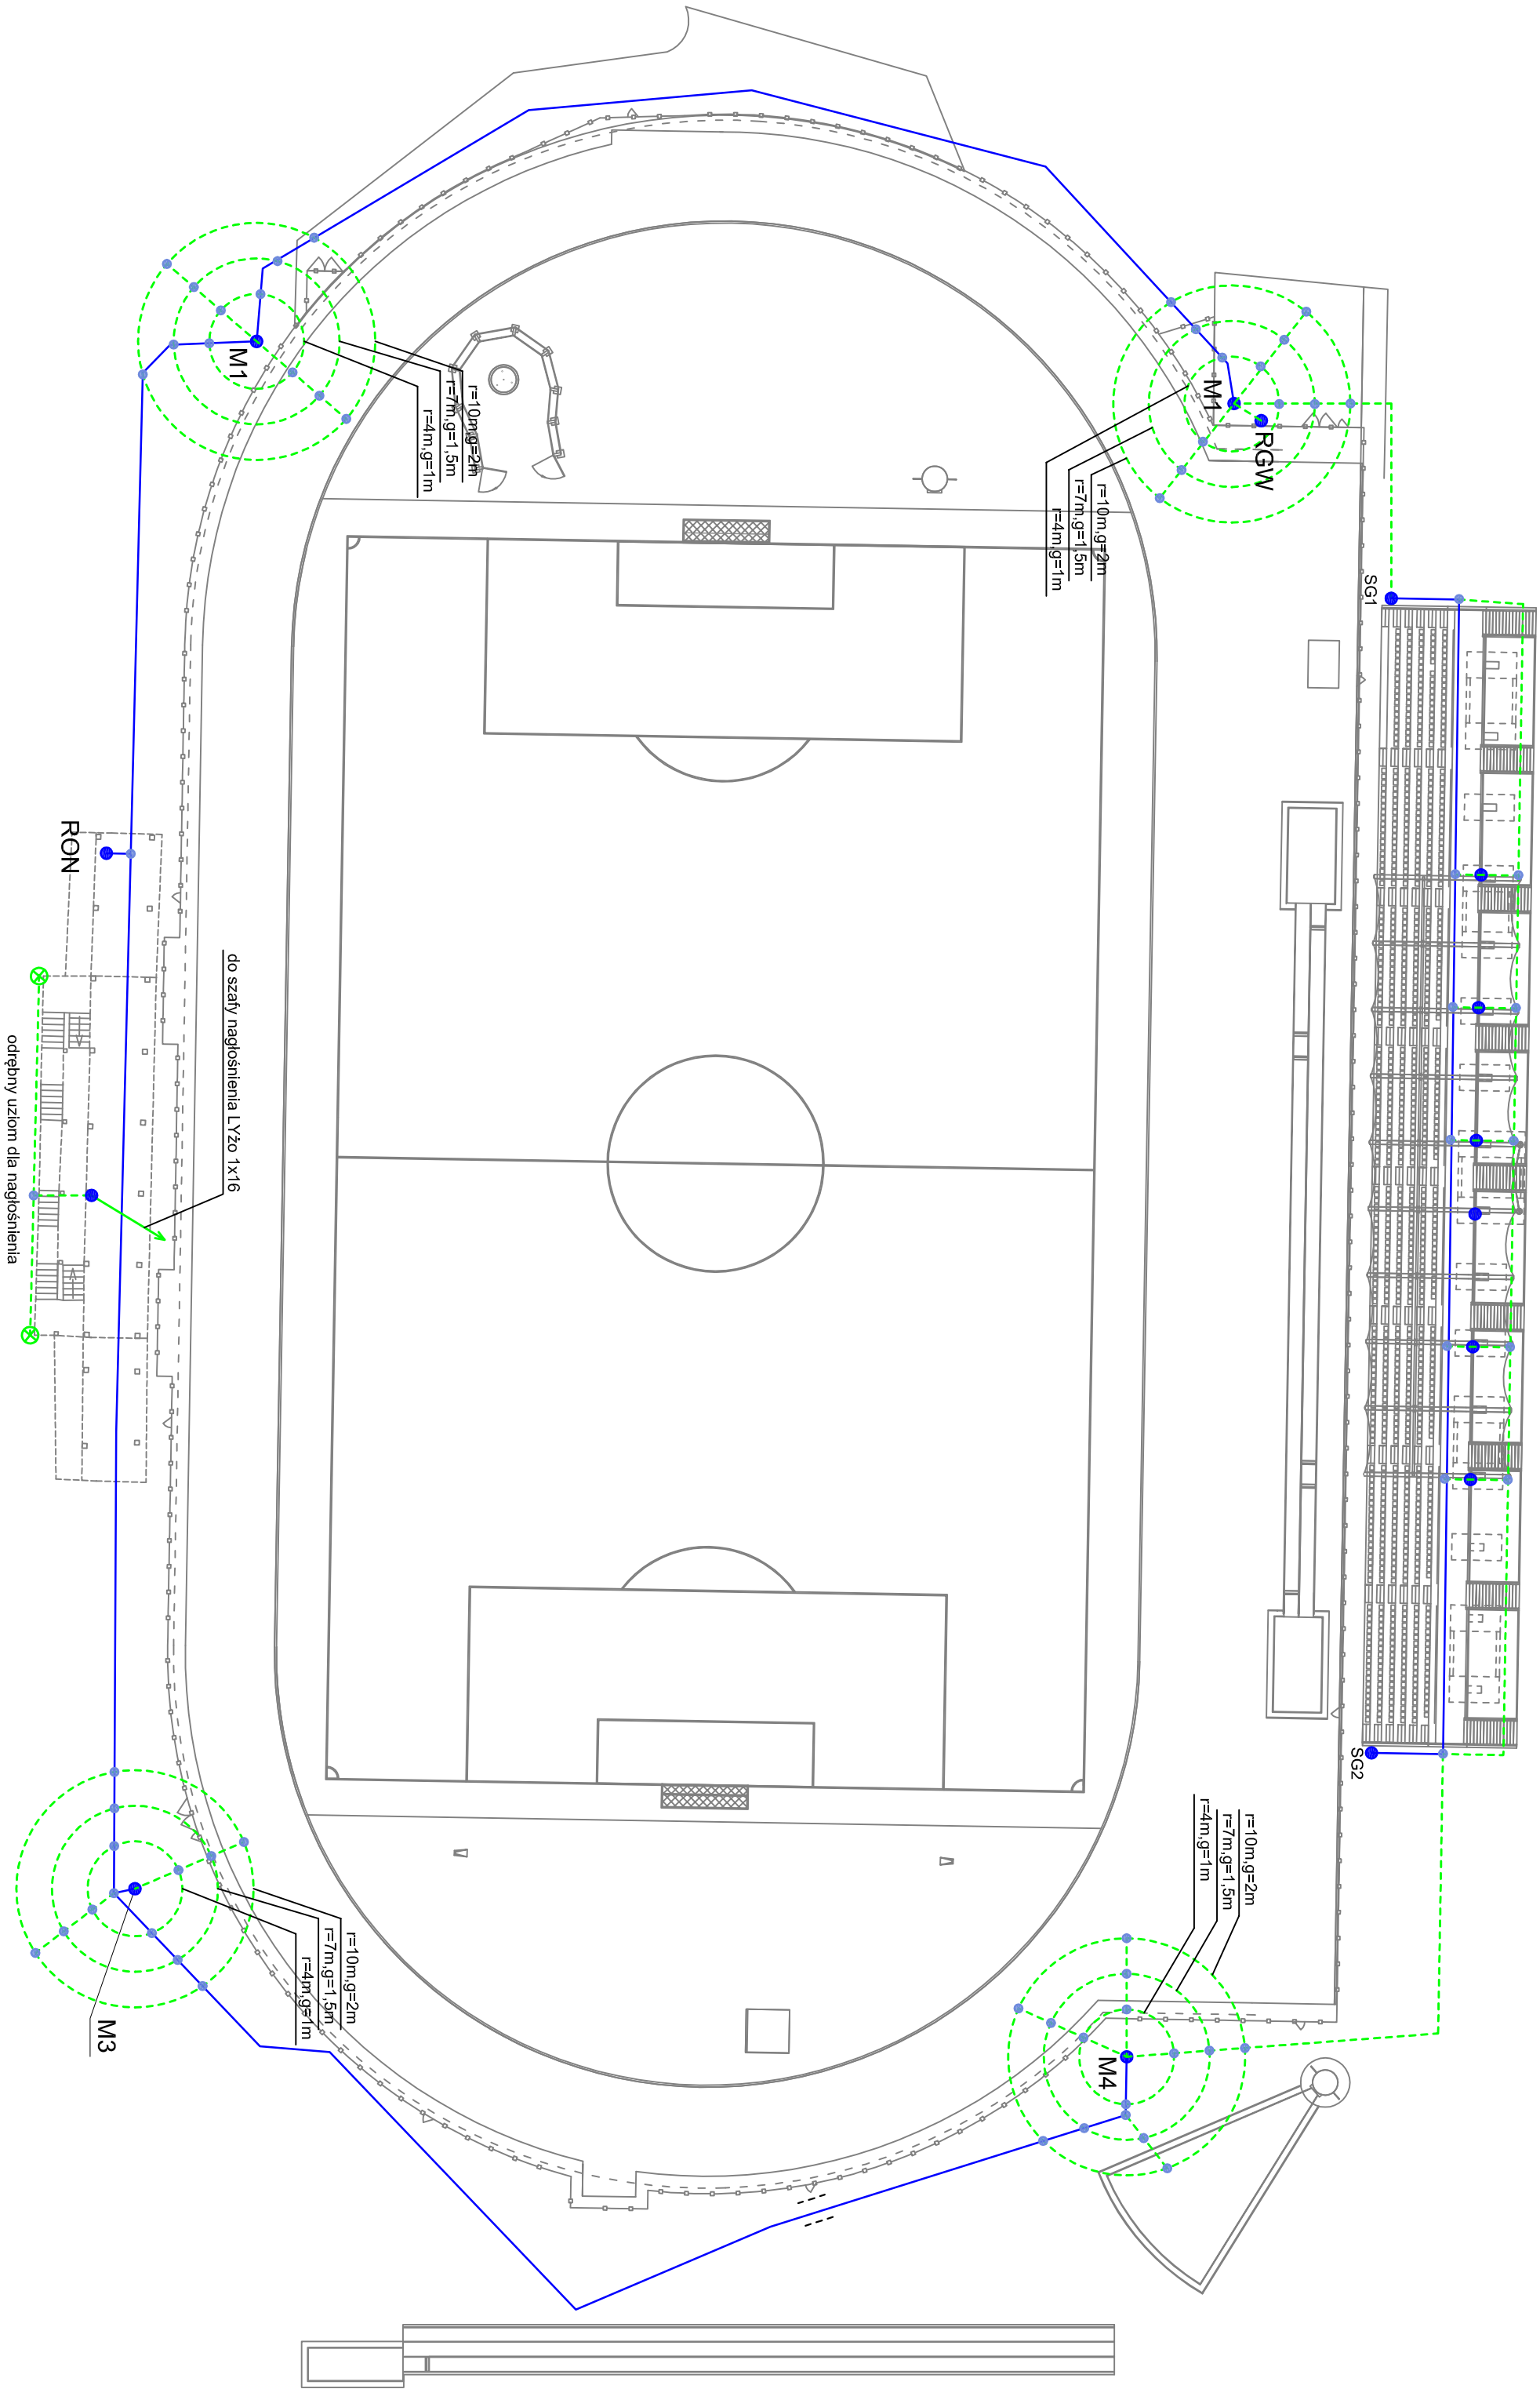 M1
r=10m,g=2m
r=7m,g=1,5m
r=4m,g=1m
M1
RGW
r=10m,g=2m
r=7m,g=1,5m
r=4m,g=1m
SG1
RON
do szafy nagłośnienia LYżo 1x16
odrębny uziom dla nagłośnienia
SG2
r=10m,g=2m
r=7m,g=1,5m
r=4m,g=1m
M4
r=10m,g=2m
r=7m,g=1,5m
r=4m,g=1m
M3